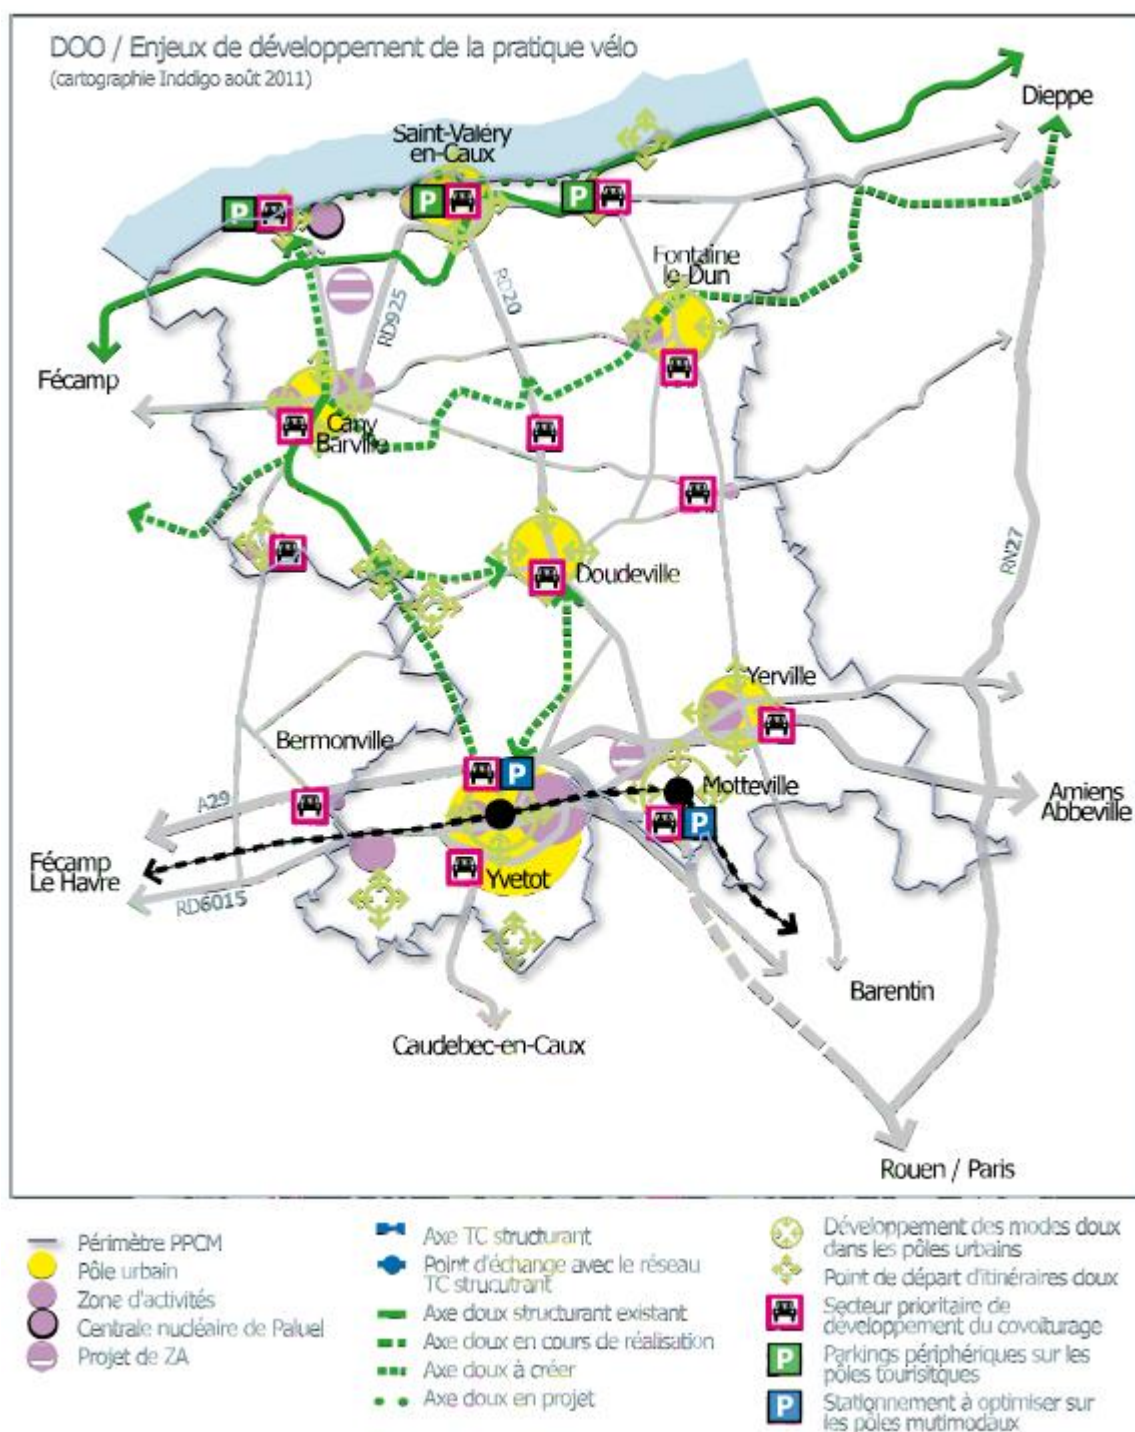 DOO / Enjeux de développement de la pratique vélo
(cartographie Inddigo août 2011)
Dieppe
Saint-Valéry
en-Caux
P
P
P
Fontaine
le Dun
RD20
RD925
Fécamp
Cany
Barville
RN27
Doudeville
Yerville
Bermonville
P
Motteville
A29
Amiens
Abbeville
P
Fécamp
Le Havre
Yvetot
RD6015
Barentin
Caudebec-en-Caux
Rouen / Paris
Périmètre PPCM
Pôle urbain
Zone d'activités
Centrale nucléaire de Paluel
Projet de ZA
Axe TC structurant
Point d'échange avec le réseau
TC strucutrant
Axe doux structurant existant
Axe doux en cours de réalisation
Axe doux à créer
Axe doux en projet
Développement des modes doux
dans les pôles urbains
Point de départ d'itinéraires doux
Secteur prioritaire de
développement du covoiturage
P
Parkings périphériques sur les
pôles tourisitques
P
Stationnement à optimiser sur
les pôles mutimodaux